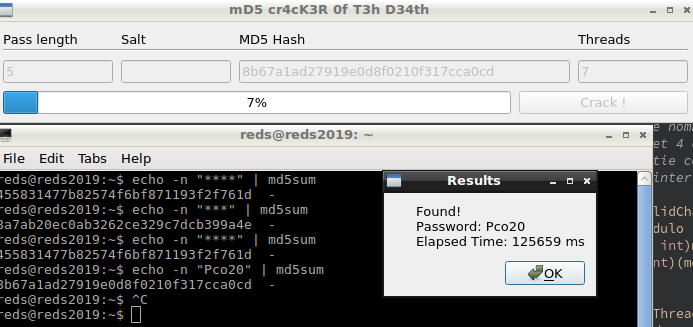 mD5 cr4cK3R 0f T3h D34th
Pass length Salt MD5 Hash Threads
5 8b67a1ad27919e0d8f0210f317cca0cd 7
7% Crack !
reds@reds2019: ~
File Edit Tabs Help
reds@reds2019:~$ echo -n "****" | md5sum
455831477b82574f6bf871193f2f761d -
reds@reds2019:~$ echo -n "***" | md5sum
8a7ab20ec0ab3262ce329c7dcb399a4e -
reds@reds2019:~$ echo -n "****" | md5sum
455831477b82574f6bf871193f2f761d -
reds@reds2019:~$ echo -n "Pco20" | md5sum
8b67a1ad27919e0d8f0210f317cca0cd -
reds@reds2019:~$ ^C
reds@reds2019:~$
Results
Found!
Password: Pco20
Elapsed Time: 125659 ms
OK
e nom
et 4
tie c
inter
lidCha
dulo
int)
nt)(m
Thread